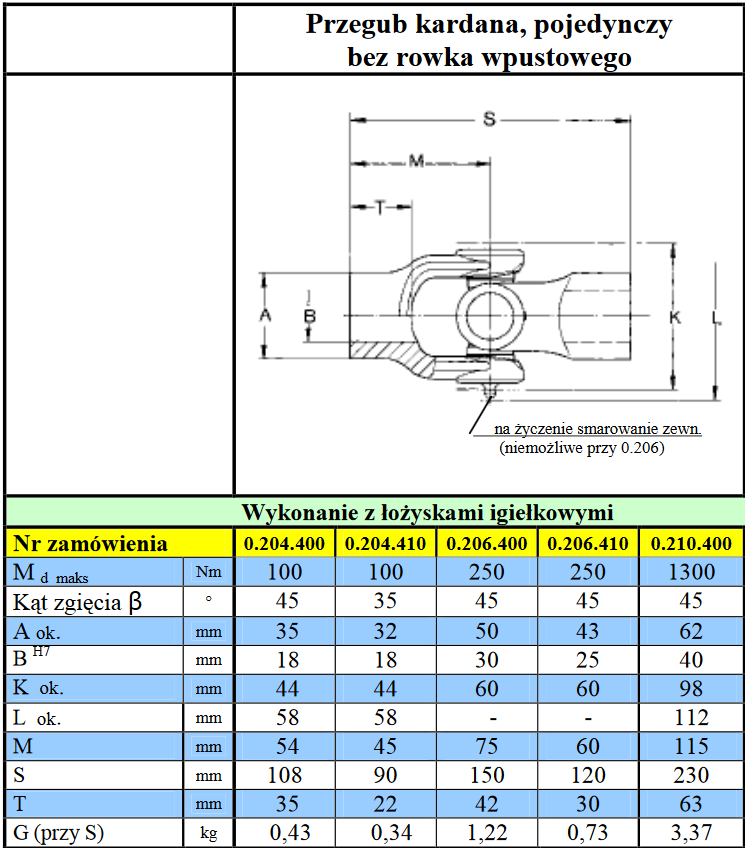 Przegub kardana, pojedynczy
bez rowka wpustowego
S
M
T
A
B
K
L
na życzenie smarowanie zewn.
(niemożliwe przy 0.206)
Wykonanie z łożyskami igiełkowymi
Nr zamówienia 0.204.400 0.204.410 0.206.400 0.206.410 0.210.400
M d maks Nm 100 100 250 250 1300
Kąt zgięcia β ° 45 35 45 45 45
A ok. mm 35 32 50 43 62
B H7 mm 18 18 30 25 40
K ok. mm 44 44 60 60 98
L ok. mm 58 58 - - 112
M mm 54 45 75 60 115
S mm 108 90 150 120 230
T mm 35 22 42 30 63
G (przy S) kg 0,43 0,34 1,22 0,73 3,37